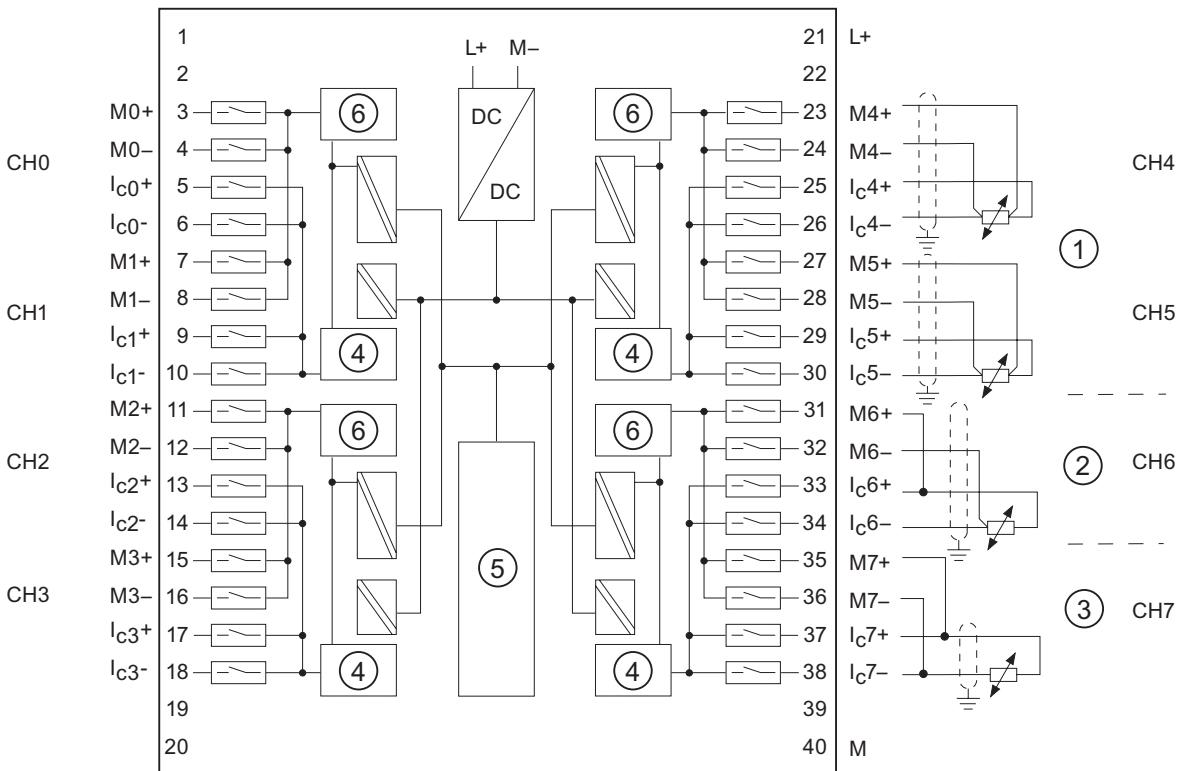 1 21 L+
L+ M–
2 22
M0+ 3 6 6 23 M4+
DC
CH0 M0– 4 24 M4– CH4
Ic0+ 5 25 Ic4+
DC
Ic0- 6 26 Ic4–
1
M1+ 7 27 M5+
CH1 M1– 8 28 M5– CH5
Ic1+ 9 4 4 29 Ic5+
Ic1- 10 30 Ic5–
M2+ 11 6 6 31 M6+
CH2 M2– 12 32 M6– 2 CH6
Ic2+ 13 33 Ic6+
Ic2- 14 34 Ic6–
M3+ 15 5 35 M7+
CH3 M3– 16 36 M7– 3 CH7
Ic3+ 17 37 Ic7+
Ic3- 18 4 4 38 Ic7–
19 39
20 40 M